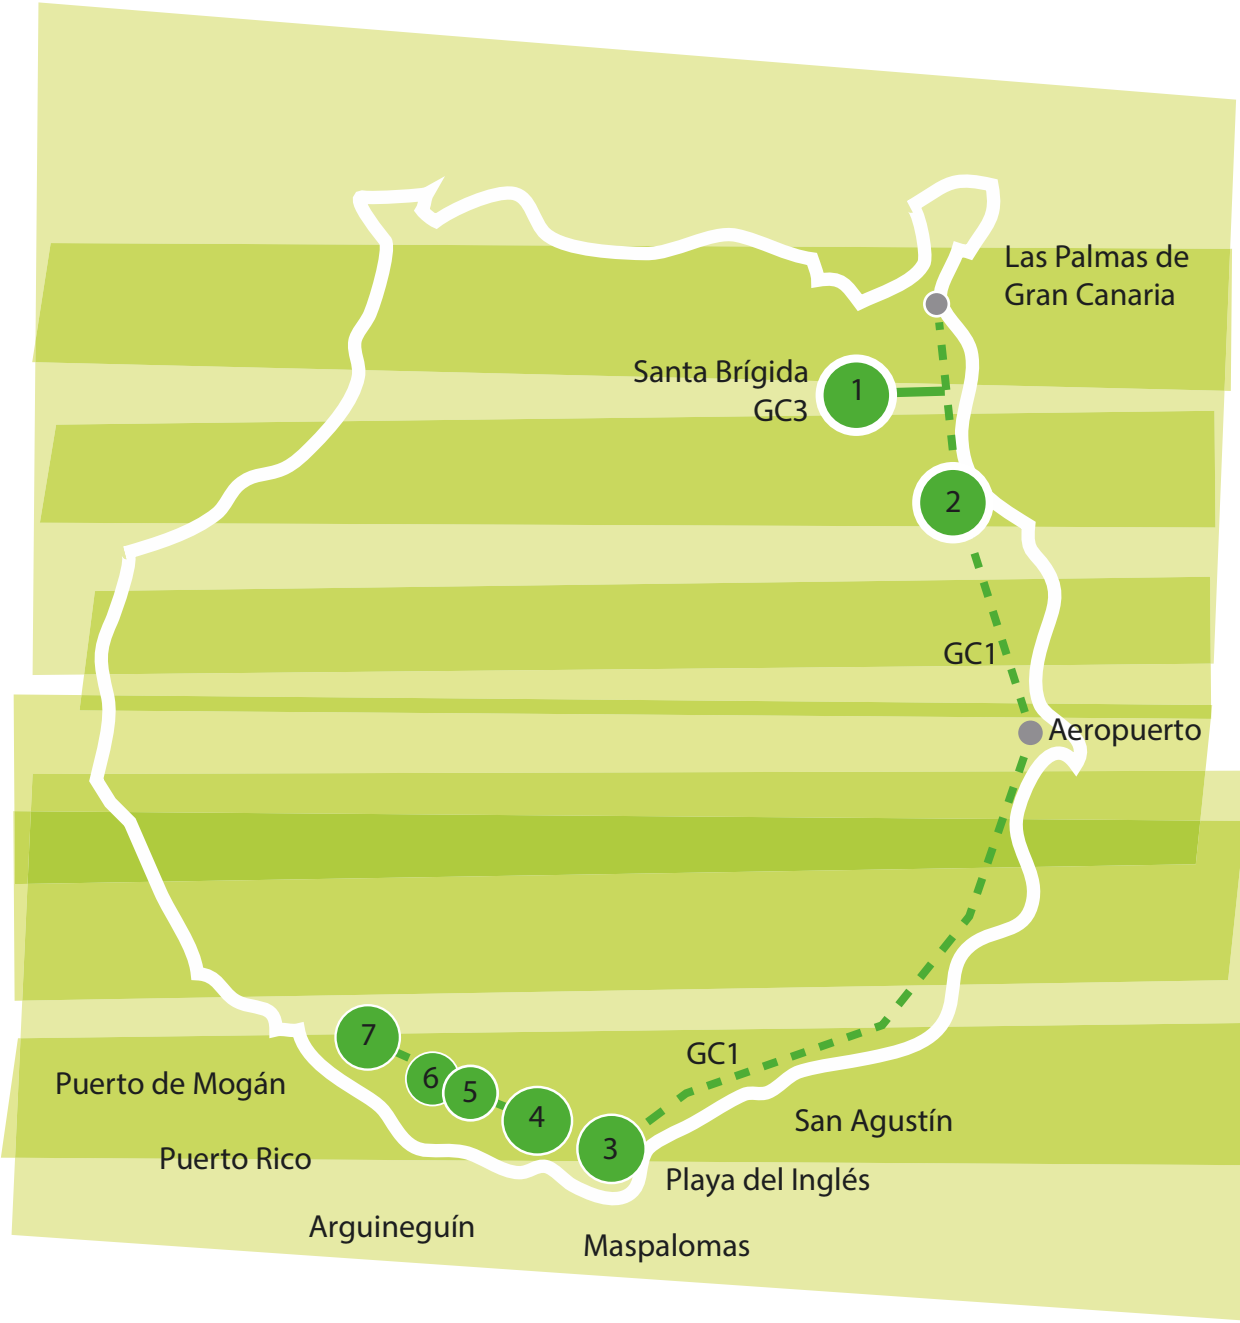 Las Palmas de
Gran Canaria
Santa Brígida
GC3
1
2
GC1
Aeropuerto
7
GC1
6
5
Puerto de Mogán
4
San Agustín
3
Puerto Rico
Playa del Inglés
Arguineguín
Maspalomas